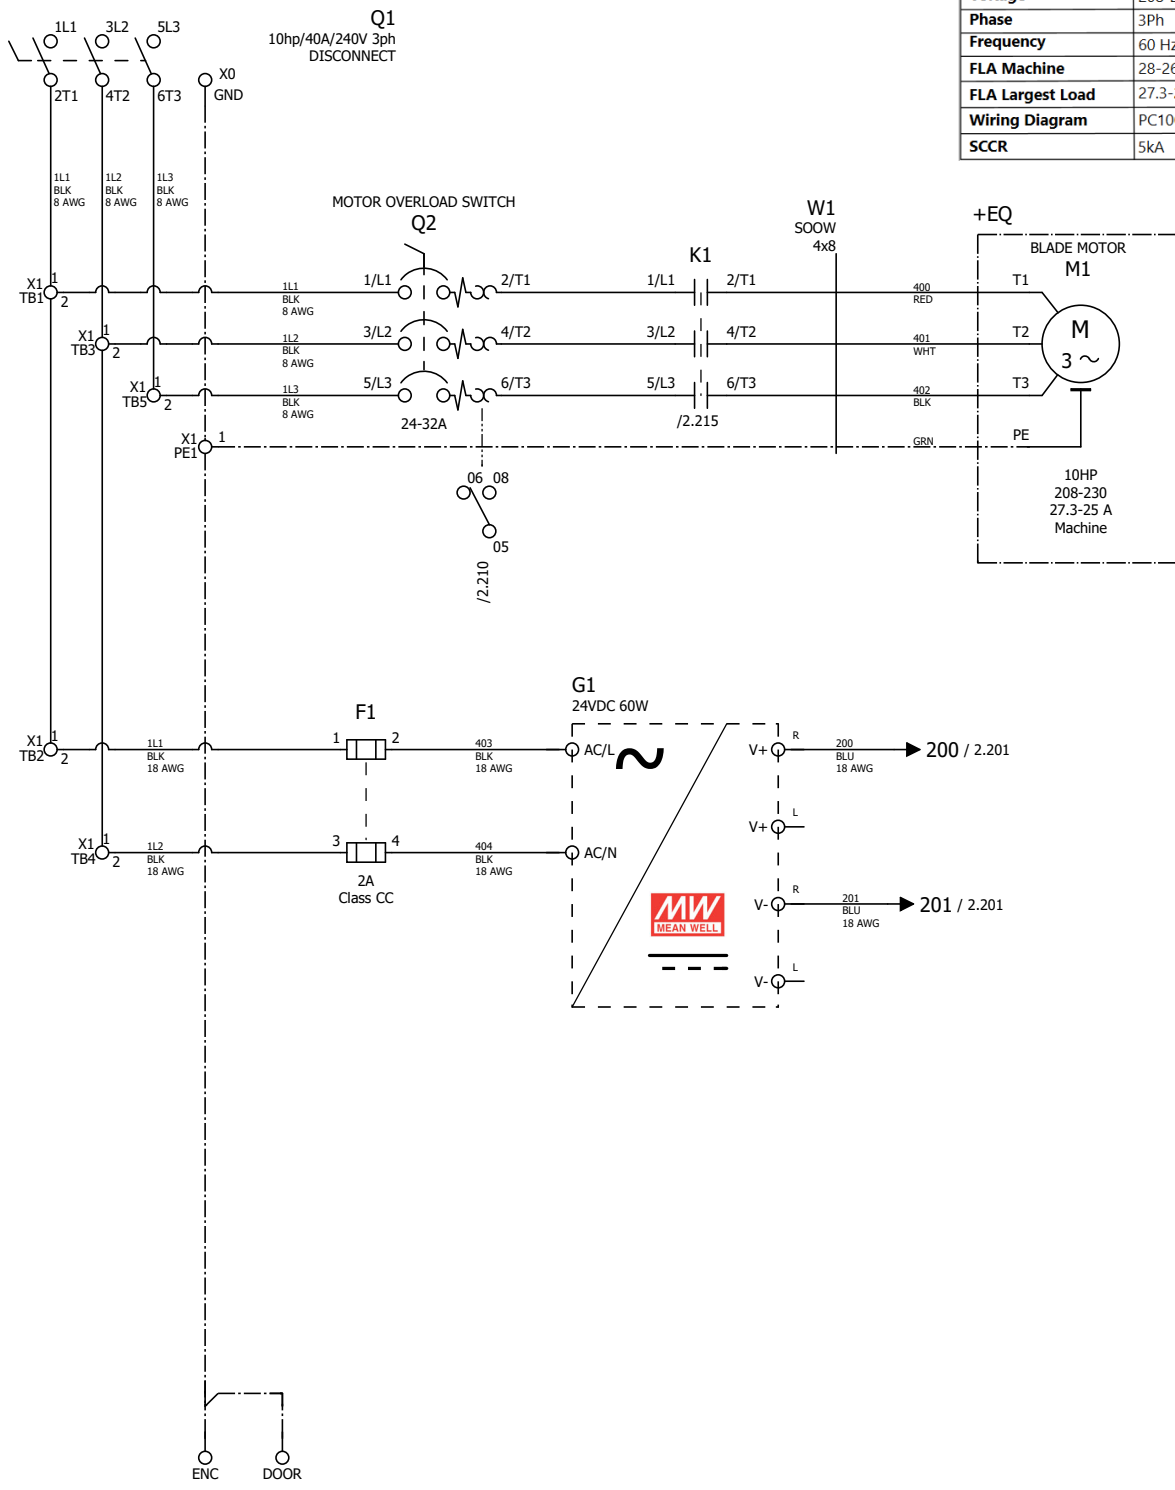 Phase 3Ph
Frequency 60 Hz
FLA Machine
FLA Largest Load
Wiring Diagram
SCCR 5kA
Q1
10hp/40A/240V 3ph
DISCONNECT
1L1 3L2 5L3
X0
GND
2T1 4T2 6T3
1L1
BLK
8 AWG
1L2
BLK
8 AWG
1L3
BLK
8 AWG
MOTOR OVERLOAD SWITCH
Q2
W1
SOOW
4x8
K1
+EQ
BLADE MOTOR
M1
X1 1
TB1 2
1L1
BLK
8 AWG
1/L1 2/T1
1/L1 2/T1
400
RED
T1
X1 1
TB3 2
1L2
BLK
8 AWG
3/L2 4/T2
3/L2 4/T2
401
WHT
T2
M
3 ~
X1 1
TB5 2
1L3
BLK
8 AWG
5/L3 6/T3
5/L3 6/T3
402
BLK
T3
24-32A
/2.215
X1 1
PE1
GRN
PE
06 08
05
/2.210
10HP
208-230
27.3-25 A
Machine
G1
24VDC 60W
F1
X1 1
TB2 2
1L1
BLK
18 AWG
1 2
403
BLK
18 AWG
AC/L
V+ R
200
BLU
18 AWG
200 / 2.201
V+ L
X1 1
TB4 2
1L2
BLK
18 AWG
3 4
404
BLK
18 AWG
AC/N
2A
Class CC
MW
MEAN WELL
V- R
201
BLU
18 AWG
201 / 2.201
V- L
ENC DOOR